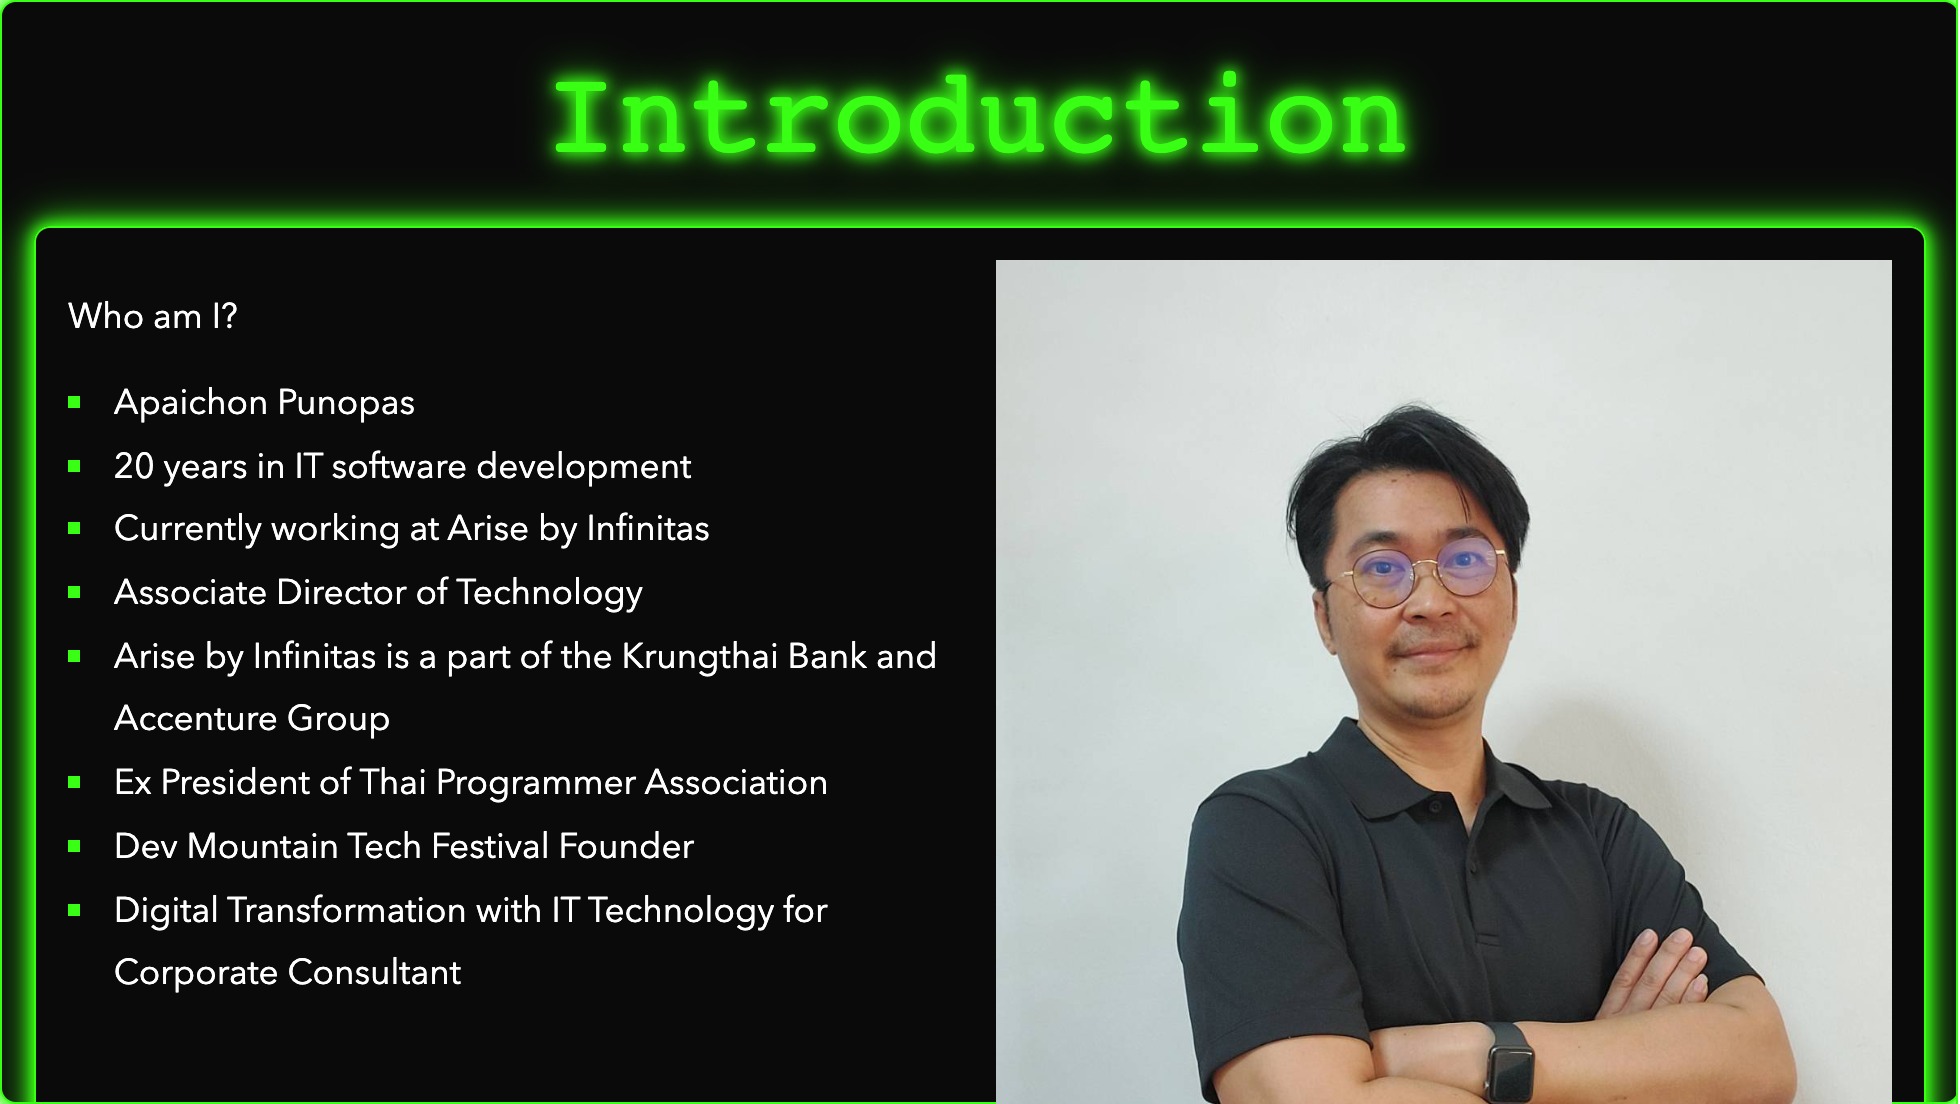 Introduction
Who am I?
Apaichon Punopas
20 years in IT software development
Currently working at Arise by Infinitas
Associate Director of Technology
Arise by Infinitas is a part of the Krungthai Bank and
Accenture Group
Ex President of Thai Programmer Association
Dev Mountain Tech Festival Founder
Digital Transformation with IT Technology for
Corporate Consultant